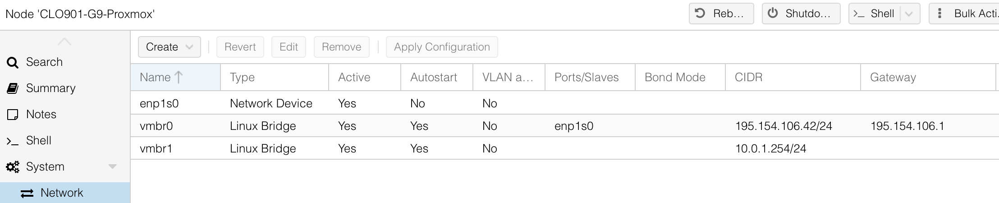 Node 'CLO901-G9-Proxmox' Reb... Shutdo... Shell Bulk Acti.
Search
Summary
Notes
Shell
System
Network
Create Revert Edit Remove Apply Configuration
Name Type Active Autostart VLAN a... Ports/Slaves Bond Mode CIDR Gateway
enp1s0 Network Device Yes No No
vmbr0 Linux Bridge Yes Yes No enp1s0 195.154.106.42/24 195.154.106.1
vmbr1 Linux Bridge Yes Yes No 10.0.1.254/24